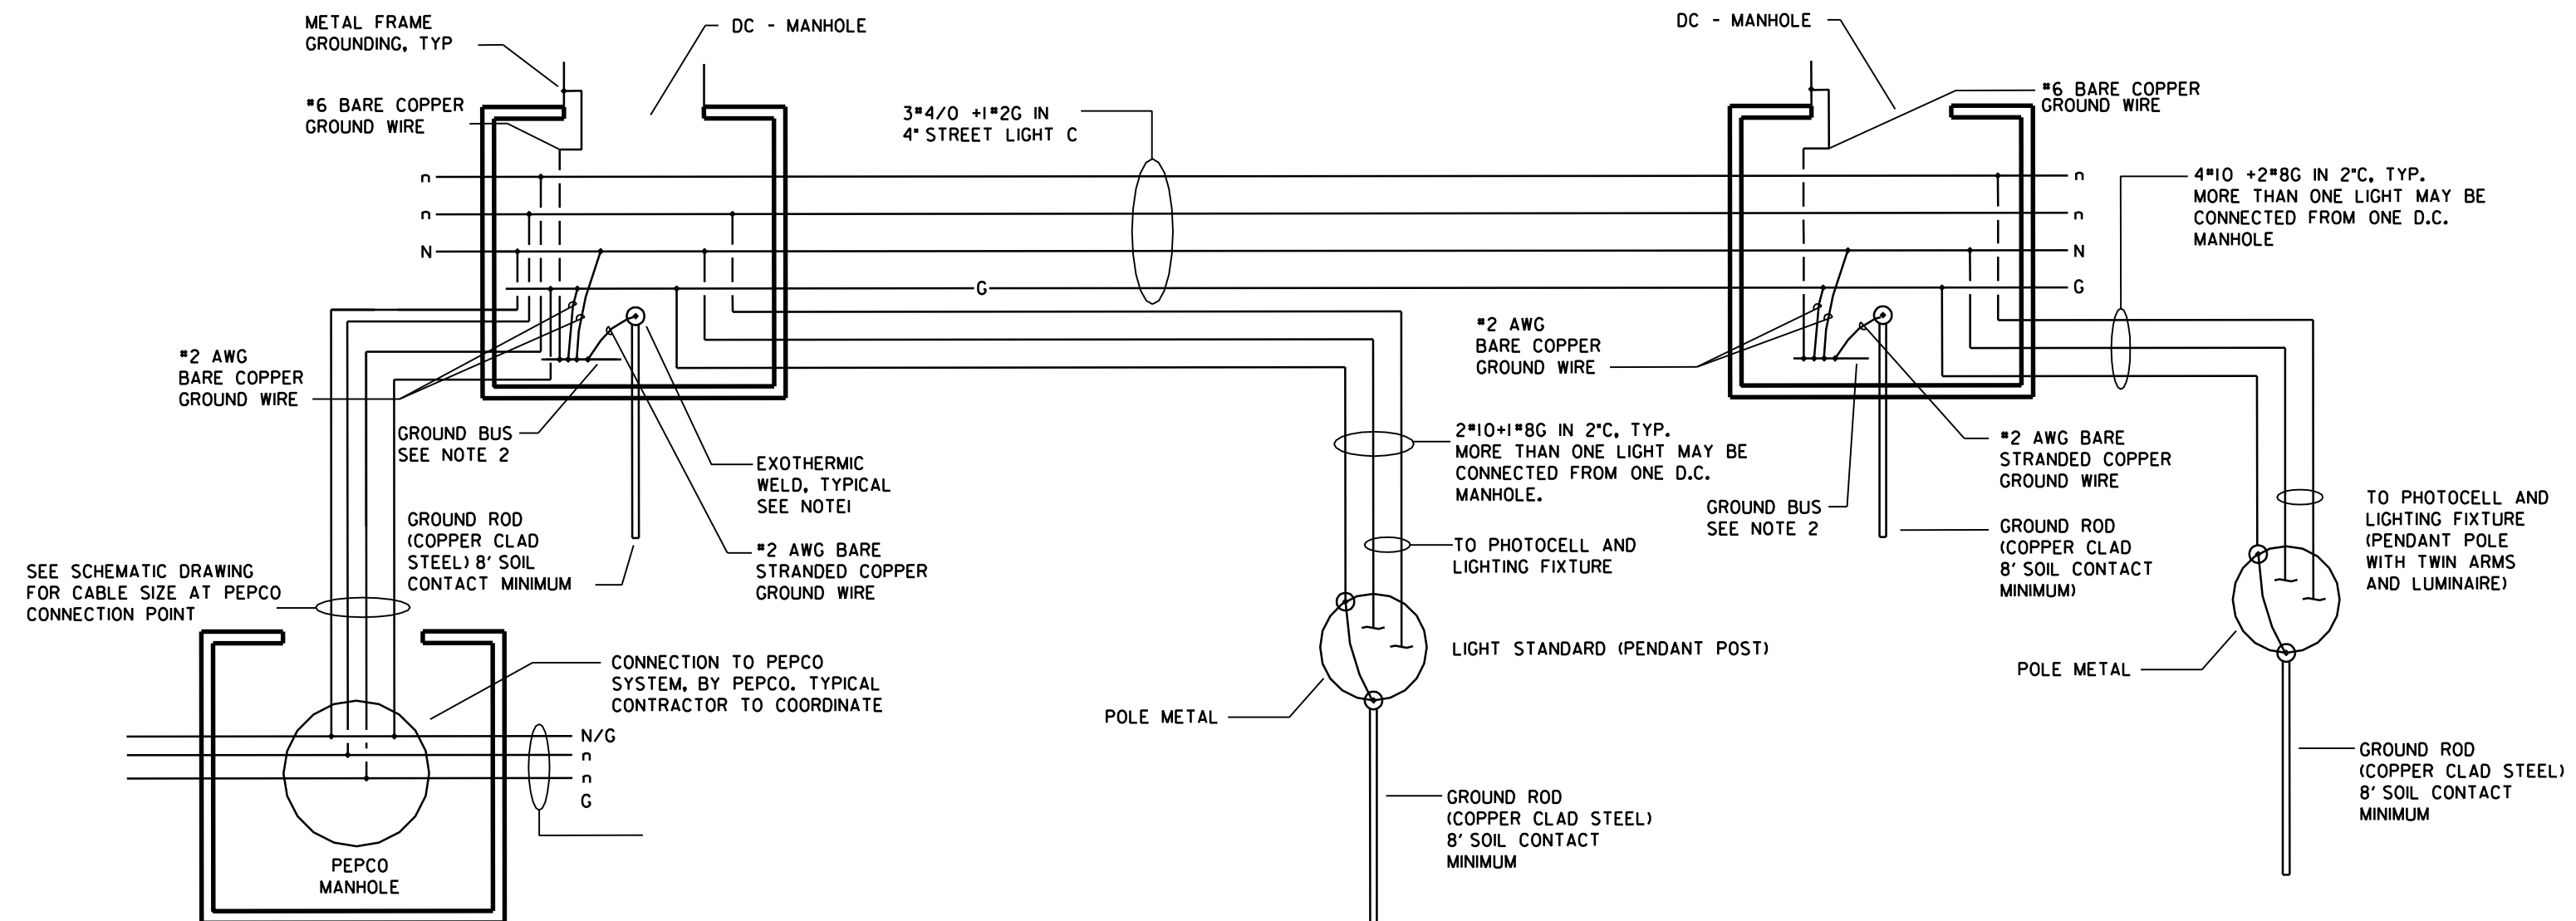 METAL FRAME
GROUNDING, TYP
DC - MANHOLE
#6 BARE COPPER
GROUND WIRE
3#4/0 +1#2G IN
4" STREET LIGHT C
DC - MANHOLE
#6 BARE COPPER
GROUND WIRE
4#10 +2#8G IN 2"C, TYP.
MORE THAN ONE LIGHT MAY BE
CONNECTED FROM ONE D.C.
MANHOLE
n
n
N
G
n
n
N
G
#2 AWG
BARE COPPER
GROUND WIRE
GROUND BUS
SEE NOTE 2
EXOTHERMIC
WELD, TYPICAL
SEE NOTE1
GROUND ROD
(COPPER CLAD
STEEL) 8' SOIL
CONTACT MINIMUM
#2 AWG BARE
STRANDED COPPER
GROUND WIRE
SEE SCHEMATIC DRAWING
FOR CABLE SIZE AT PEPCO
CONNECTION POINT
CONNECTION TO PEPCO
SYSTEM, BY PEPCO. TYPICAL
CONTRACTOR TO COORDINATE
N/G
n
n
G
PEPCO
MANHOLE
#2 AWG
BARE COPPER
GROUND WIRE
2#10+1#8G IN 2"C, TYP.
MORE THAN ONE LIGHT MAY BE
CONNECTED FROM ONE D.C.
MANHOLE.
TO PHOTOCELL AND
LIGHTING FIXTURE
LIGHT STANDARD (PENDANT POST)
POLE METAL
GROUND ROD
(COPPER CLAD STEEL)
8' SOIL CONTACT
MINIMUM
GROUND BUS
SEE NOTE 2
#2 AWG BARE
STRANDED COPPER
GROUND WIRE
GROUND ROD
(COPPER CLAD
8' SOIL CONTACT
MINIMUM)
TO PHOTOCELL AND
LIGHTING FIXTURE
(PENDANT POLE
WITH TWIN ARMS
AND LUMINAIRE)
POLE METAL
GROUND ROD
(COPPER CLAD STEEL)
8' SOIL CONTACT
MINIMUM